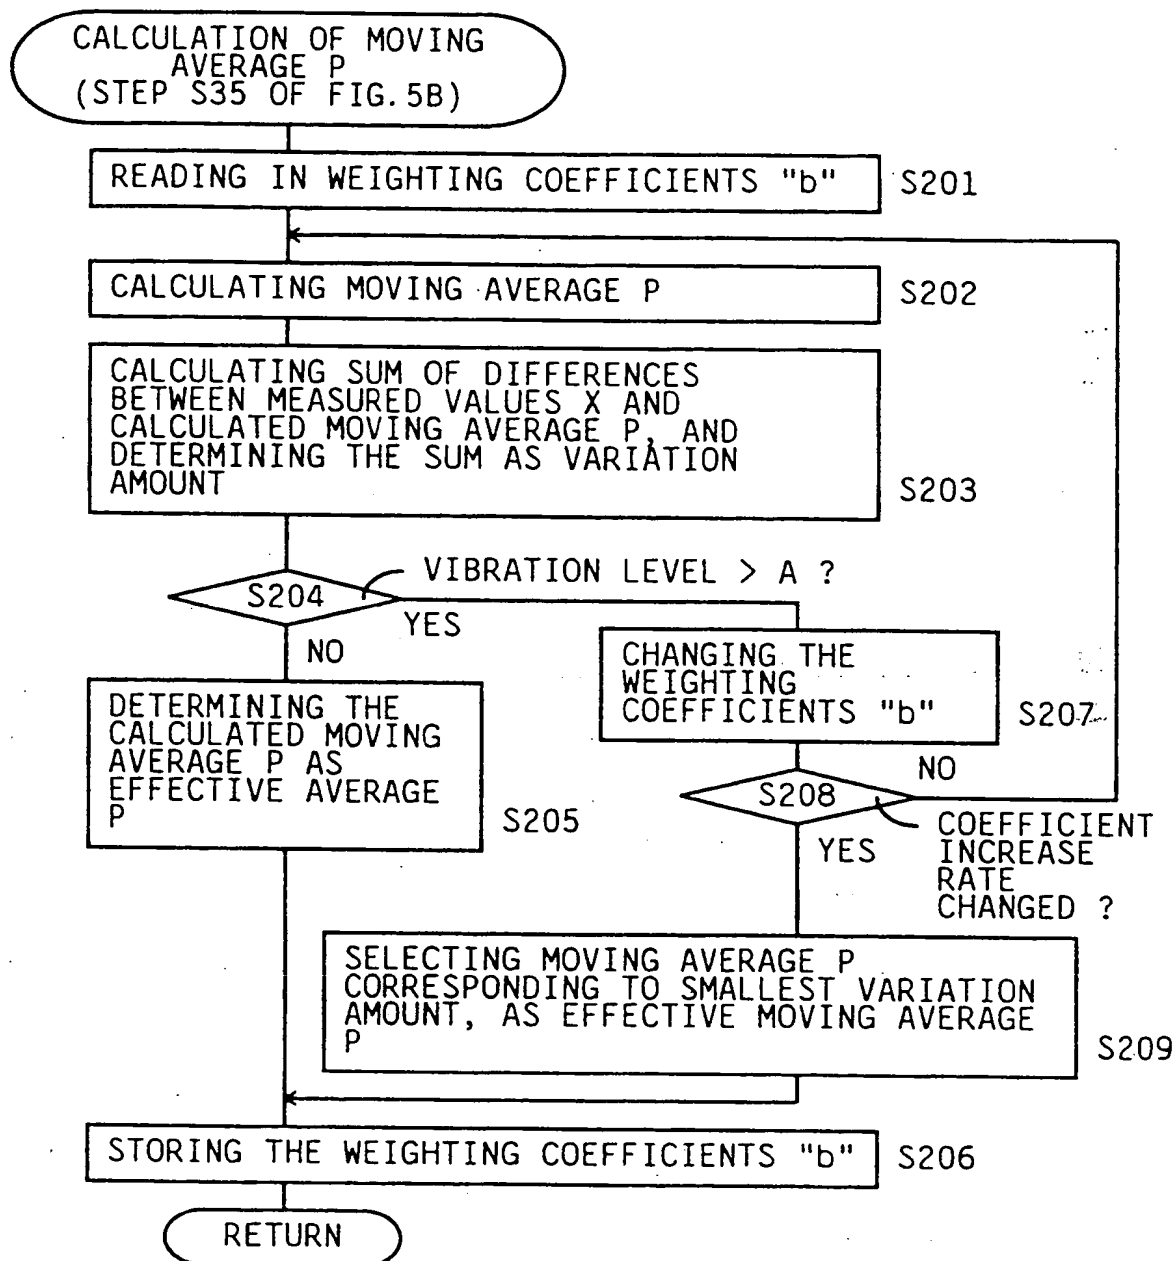 CALCULATION OF MOVING
AVERAGE P
(STEP S35 OF FIG.5B)
READING IN WEIGHTING COEFFICIENTS "b"
S201
CALCULATING MOVING AVERAGE P
S202
CALCULATING SUM OF DIFFERENCES
BETWEEN MEASURED VALUES X AND
CALCULATED MOVING AVERAGE P, AND
DETERMINING THE SUM AS VARIATION
AMOUNT
S203
VIBRATION LEVEL > A ?
S204
YES
NO
CHANGING THE
WEIGHTING
COEFFICIENTS "b"
S207
DETERMINING THE
CALCULATED MOVING
AVERAGE P AS
EFFECTIVE AVERAGE
P
S205
NO
S208
YES
COEFFICIENT
INCREASE
RATE
CHANGED ?
SELECTING MOVING AVERAGE P
CORRESPONDING TO SMALLEST VARIATION
AMOUNT, AS EFFECTIVE MOVING AVERAGE
P
S209
STORING THE WEIGHTING COEFFICIENTS "b"
S206
RETURN